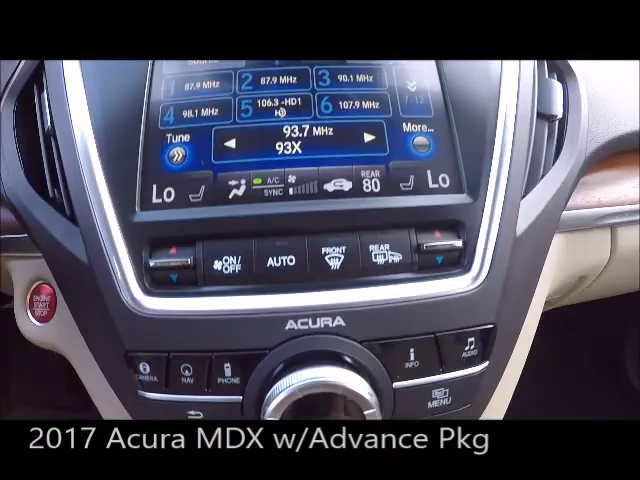 1 87.9 MHz 2 87.9 MHz 3 90.1 MHz
4 98.1 MHz 5 106.3 -HD1 6 107.9 MHz
7-12
Tune 93.7 MHz More...
93X
Lo A/C SYNC REAR 80 Lo
ON/OFF AUTO FRONT REAR
ENGINE START STOP
ACURA
CAMERA NAV PHONE INFO AUDIO
MENU
2017 Acura MDX w/Advance Pkg